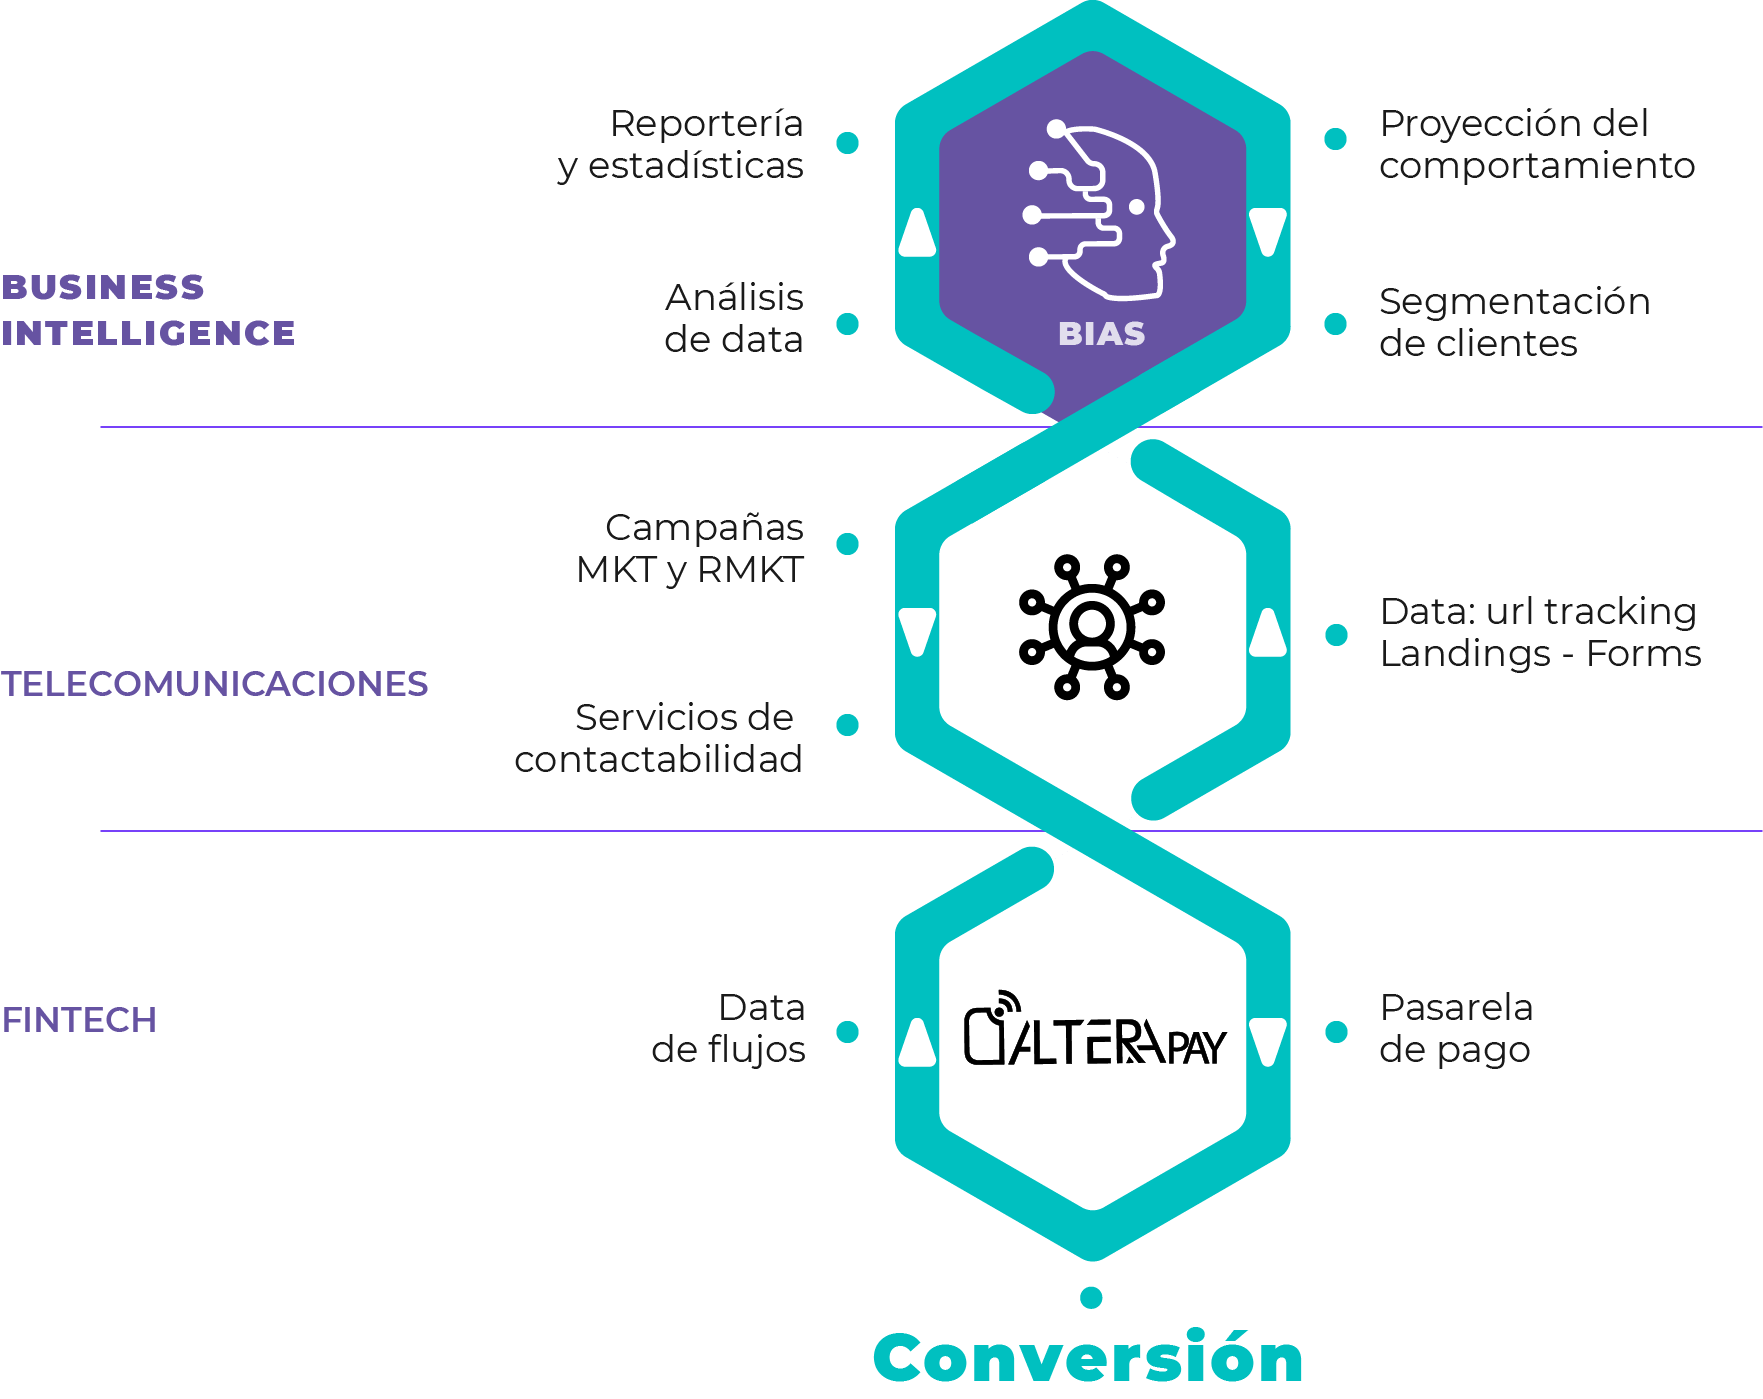 BUSINESS
INTELLIGENCE
Reportería
y estadísticas
Análisis
de data
BIAS
Proyección del
comportamiento
Segmentación
de clientes
TELECOMUNICACIONES
Campañas
MKT y RMKT
Servicios de
contactabilidad
Data: url tracking
Landings - Forms
FINTECH
Data
de flujos
ALTERAPAY
Pasarela
de pago
Conversión